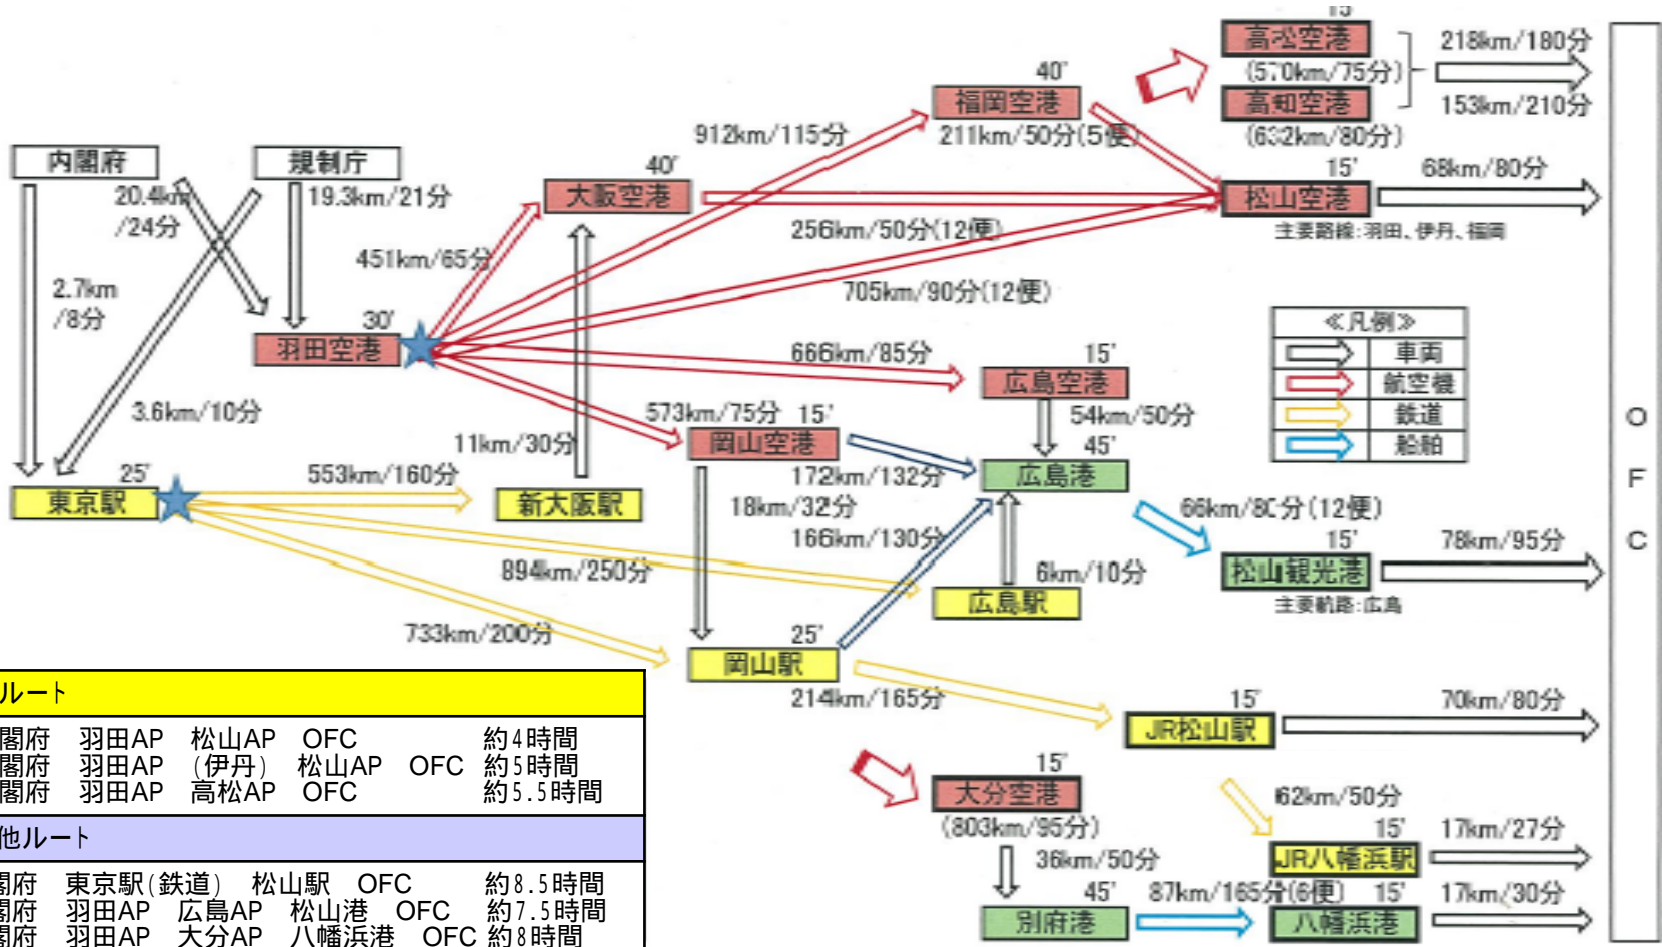 15'
高松空港
218km/180分
(570km/75分)
40'
福岡空港
高知空港
153km/210分
912km/115分
211km/50分(5便)
(632km/80分)
内閣府
規制庁
40'
15'
68km/80分
20.4km
/24分
19.3km/21分
大阪空港
松山空港
256km/50分(12便)
主要路線:羽田、伊丹、福岡
451km/65分
2.7km
/8分
705km/90分(12便)
≪凡例≫
30'
羽田空港
666km/85分
15'
車両
広島空港
航空機
3.6km/10分
573km/75分
15'
54km/50分
鉄道
O
11km/30分
岡山空港
45'
船舶
25'
553km/160分
172km/132分
広島港
東京駅
新大阪駅
18km/32分
66km/80分(12便)
F
166km/130分
15'
78km/95分
C
894km/250分
6km/10分
松山観光港
広島駅
主要航路:広島
733km/200分
25'
岡山駅
ルート
214km/165分
15'
70km/80分
JR松山駅
閣府 羽田AP 松山AP OFC 約4時間
閣府 羽田AP (伊丹) 松山AP OFC 約5時間
閣府 羽田AP 高松AP OFC 約5.5時間
15'
大分空港
62km/50分
他ルート
(803km/95分)
15'
17km/27分
36km/50分
JR八幡浜駅
閣府 東京駅(鉄道) 松山駅 OFC 約8.5時間
閣府 羽田AP 広島AP 松山港 OFC 約7.5時間
閣府 羽田AP 大分AP 八幡浜港 OFC 約8時間
45'
87km/165分(6便)
15'
17km/30分
別府港
八幡浜港